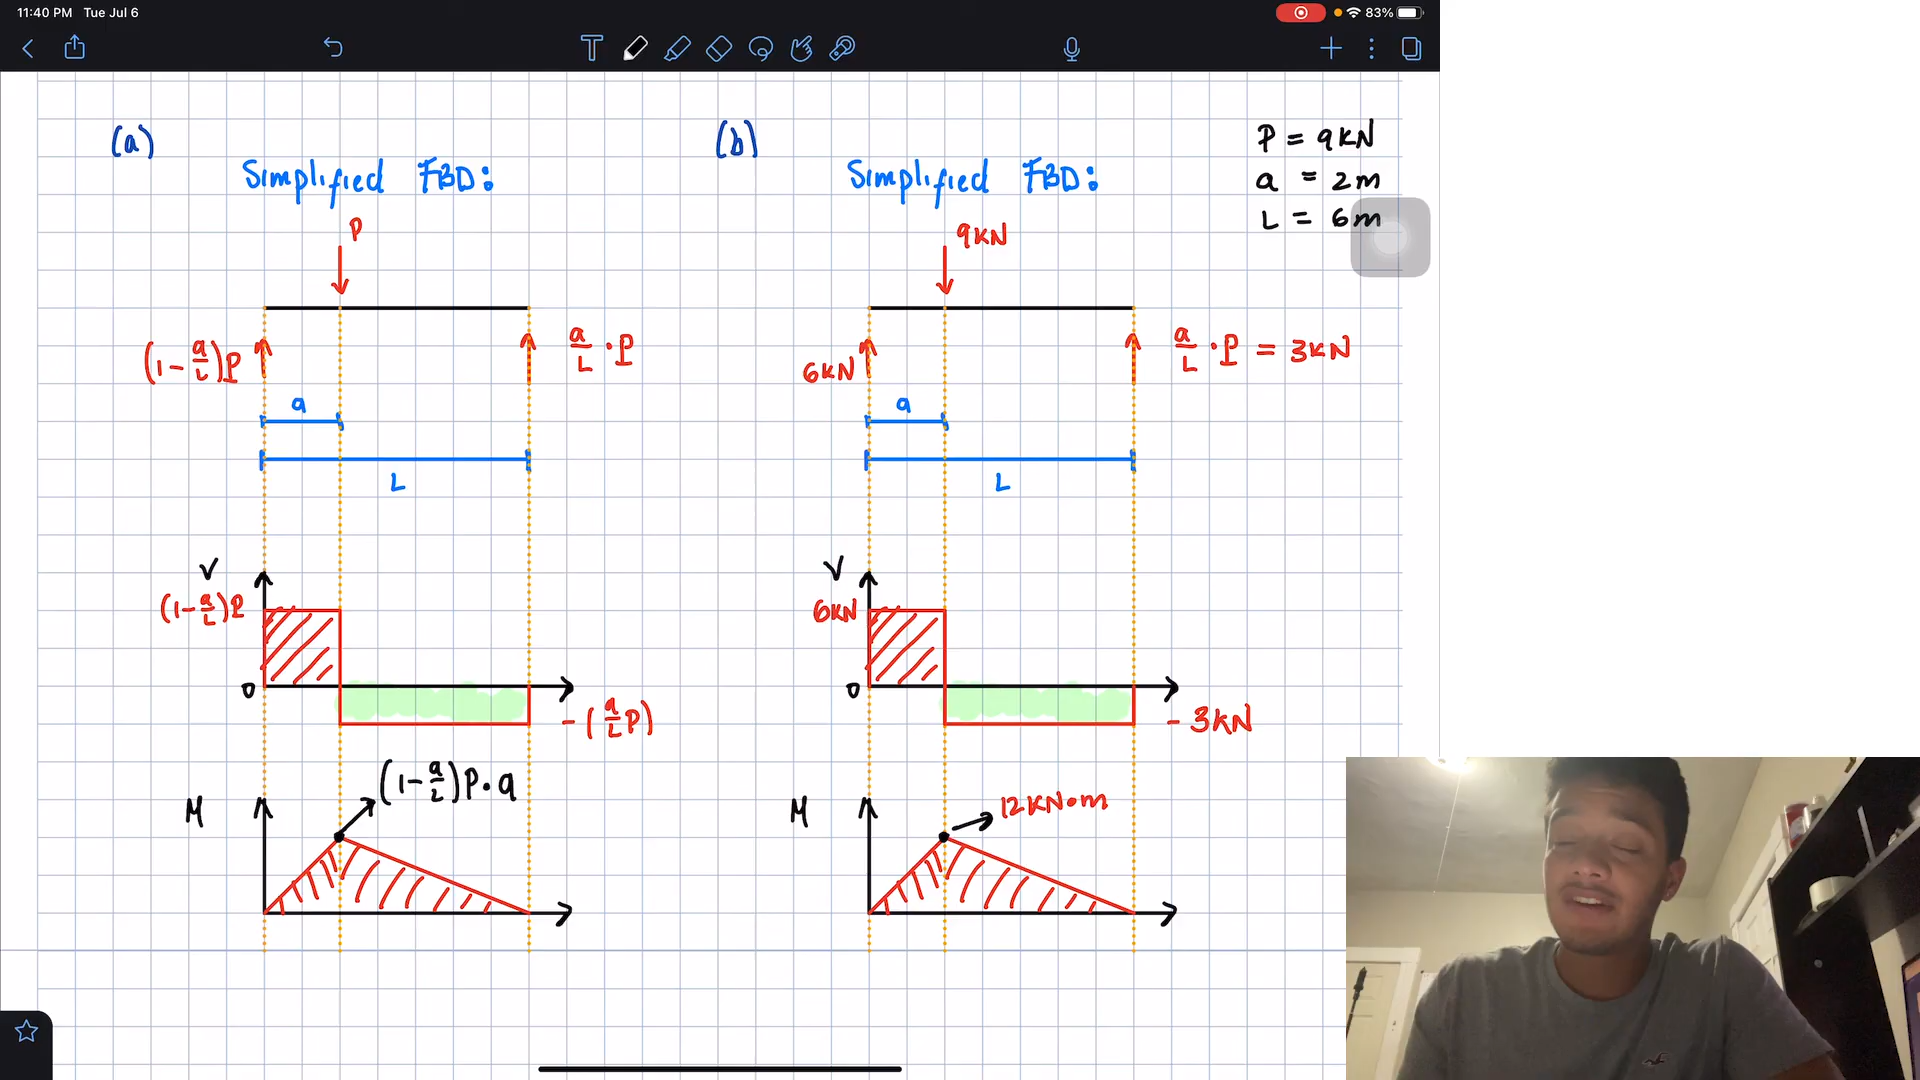 11:40 PM Tue Jul 6
83%
(a)
Simplified FBD:
P
(1-a/L)P
a/L · P
a
L
V
(1-a/L)P
0
-(a/L P)
M
(1-a/L)P·a
(b)
Simplified FBD:
P = 9KN
a = 2m
L = 6m
9KN
6KN
a/L · P = 3KN
a
L
V
6KN
0
- 3KN
M
12KN·m